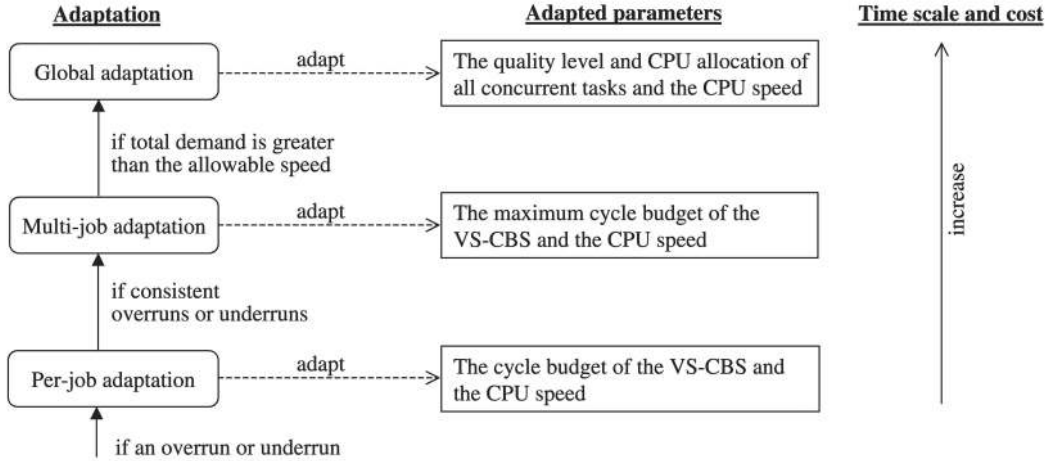 Adaptation
Adapted parameters
Time scale and cost
Global adaptation
adapt
The quality level and CPU allocation of
all concurrent tasks and the CPU speed
if total demand is greater
than the allowable speed
Multi-job adaptation
adapt
The maximum cycle budget of the
VS-CBS and the CPU speed
increase
if consistent
overruns or underruns
Per-job adaptation
adapt
The cycle budget of the VS-CBS and
the CPU speed
if an overrun or underrun